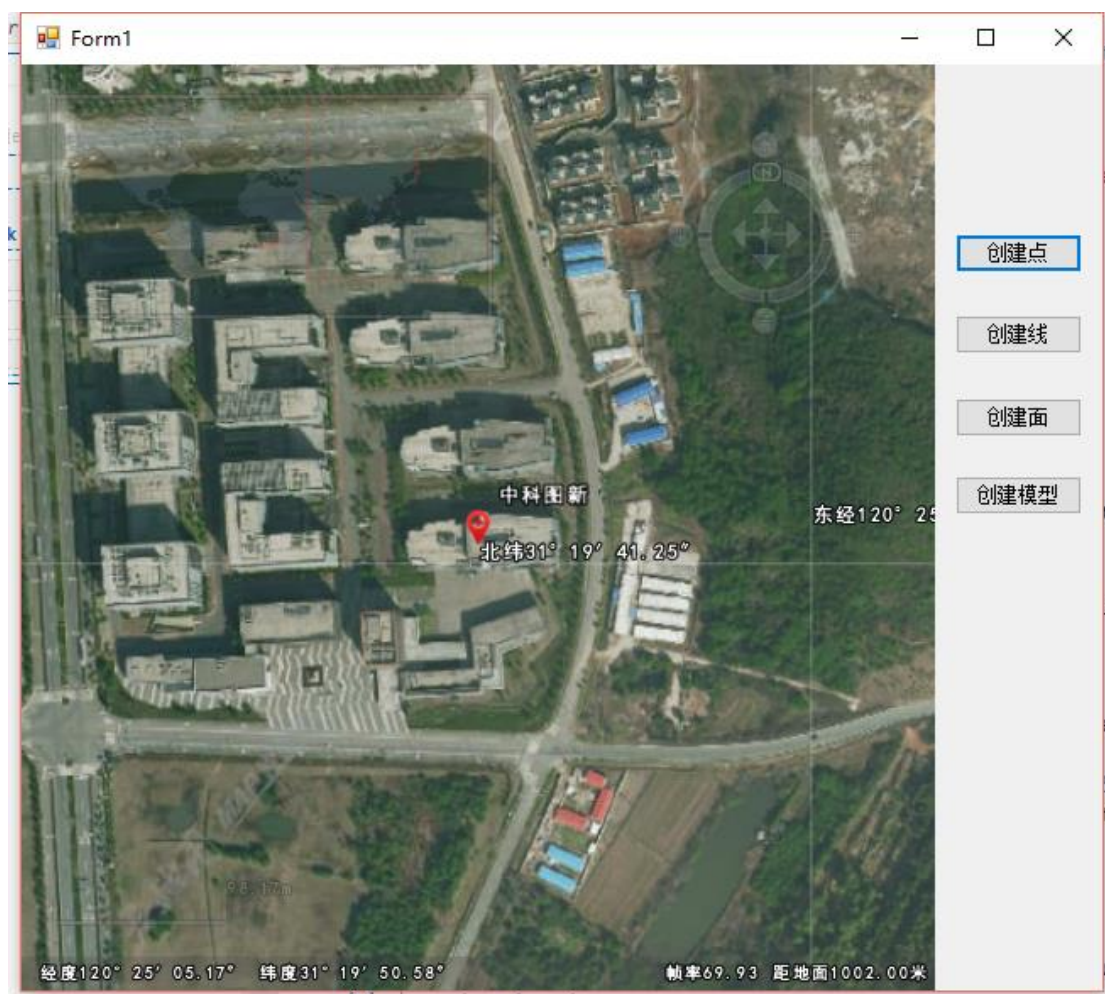 Form1
N
创建点
创建线
创建面
创建模型
中科图新
东经120° 25
北纬31° 19′ 41.25″
98.17m
经度120° 25′ 05.17″ 纬度31° 19′ 50.58″
帧率69.93 距地面1002.00米